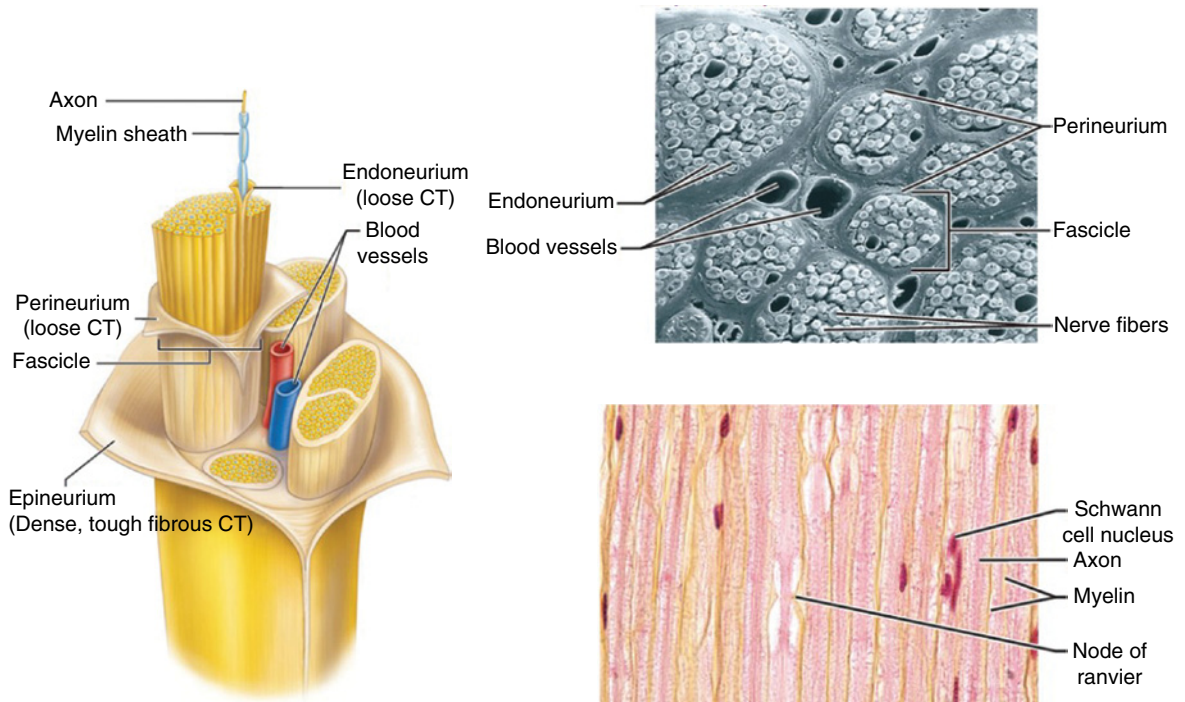 Axon
Myelin sheath
Endoneurium
(loose CT)
Blood
vessels
Perineurium
(loose CT)
Fascicle
Epineurium
(Dense, tough fibrous CT)
Endoneurium
Blood vessels
Perineurium
Fascicle
Nerve fibers
Schwann
cell nucleus
Axon
Myelin
Node of
ranvier